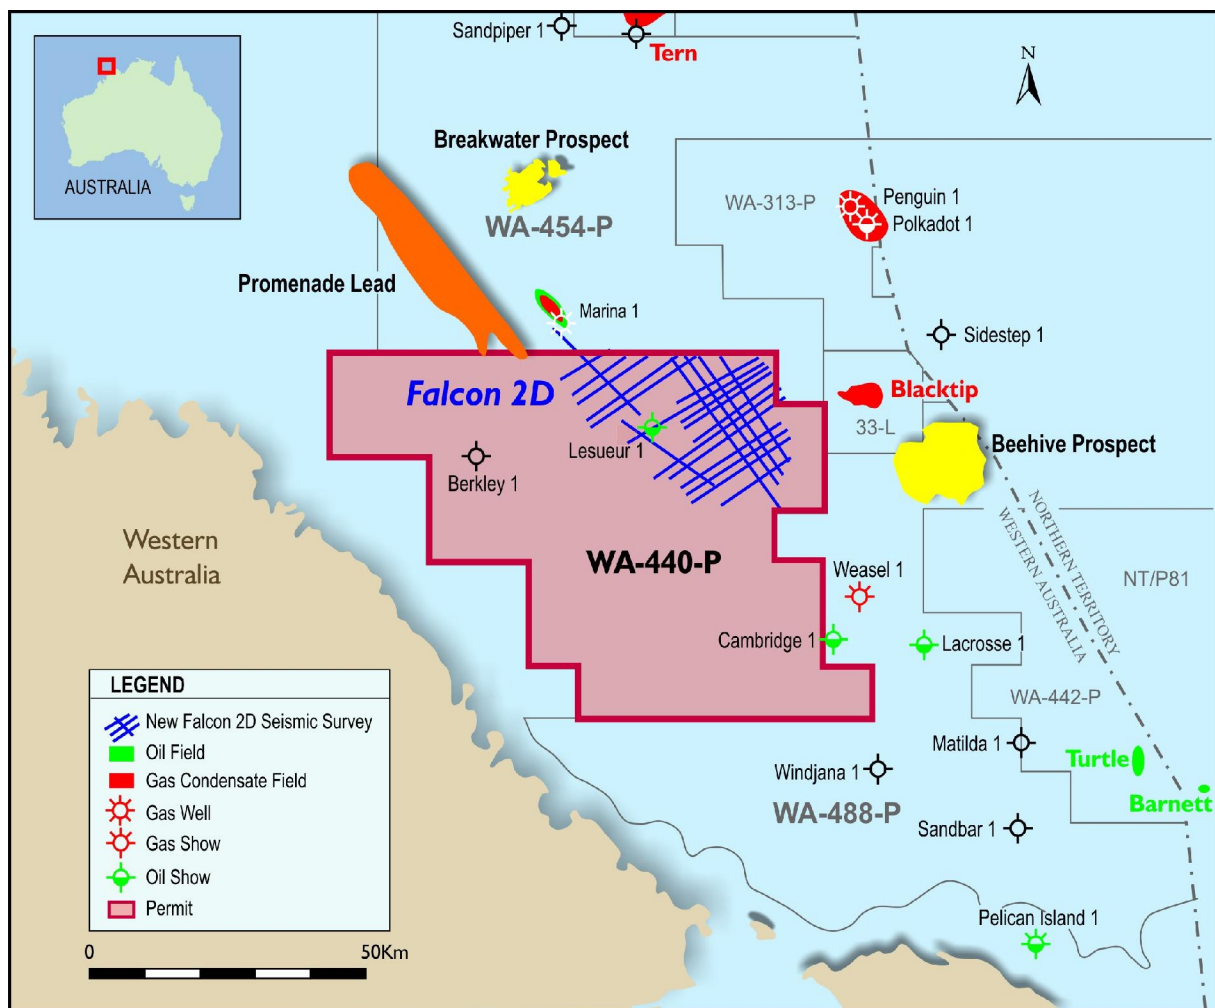 Sandpiper 1
Tern
N
AUSTRALIA
Breakwater Prospect
WA-454-P
WA-313-P
Penguin 1
Polkadot 1
Promenade Lead
Marina 1
Sidestep 1
Falcon 2D
Blacktip
33-L
Lesueur 1
Beehive Prospect
Berkley 1
Western
Australia
WA-440-P
NORTHERN TERRITORY
WESTERN AUSTRALIA
Weasel 1
NT/P81
Cambridge 1
Lacrosse 1
WA-442-P
LEGEND
New Falcon 2D Seismic Survey
Oil Field
Gas Condensate Field
Gas Well
Gas Show
Oil Show
Permit
Matilda 1
Turtle
Windjana 1
Barnett
WA-488-P
Sandbar 1
Pelican Island 1
0
50Km